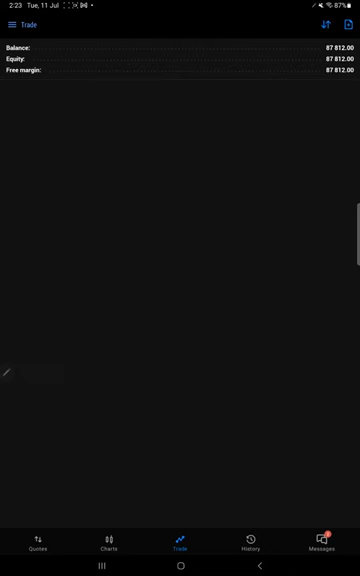 2:23 Tue, 11 Jul 87%
Trade
Balance: 87 812.00
Equity: 87 812.00
Free margin: 87 812.00
Quotes
Charts
Trade
History
Messages